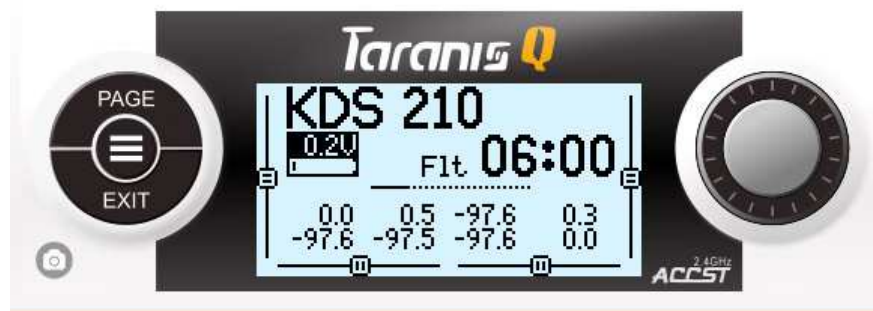 Taranis Q
PAGE
EXIT
KDS 210
0.2V
Flt 06:00
0.0 0.5 -97.6 0.3
-97.6 -97.5 -97.6 0.0
2.4GHz
ACCST